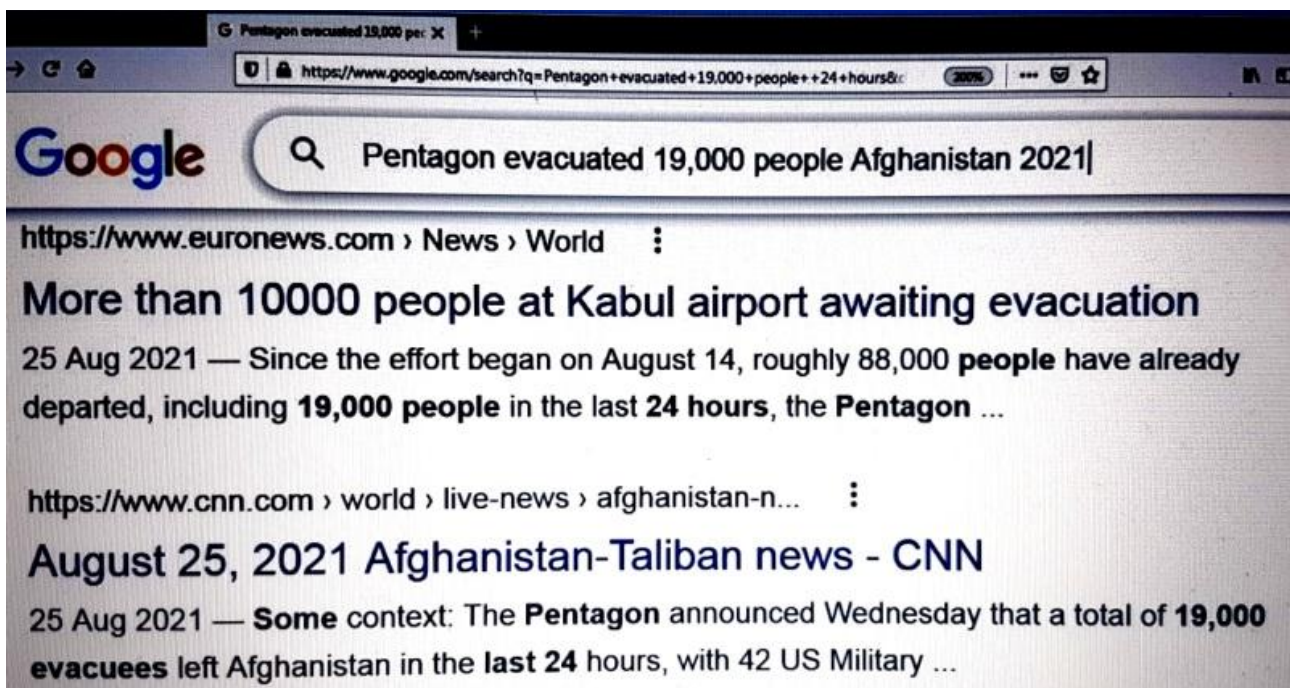 G Pentagon evacuated 19,000 per X +
https://www.google.com/search?q=Pentagon+evacuated+19.000+people++24+hours& 200% ...
Google Pentagon evacuated 19,000 people Afghanistan 2021
https://www.euronews.com › News › World
More than 10000 people at Kabul airport awaiting evacuation
25 Aug 2021 — Since the effort began on August 14, roughly 88,000 people have already
departed, including 19,000 people in the last 24 hours, the Pentagon ...
https://www.cnn.com › world › live-news › afghanistan-n...
August 25, 2021 Afghanistan-Taliban news - CNN
25 Aug 2021 — Some context: The Pentagon announced Wednesday that a total of 19,000
evacuees left Afghanistan in the last 24 hours, with 42 US Military ...